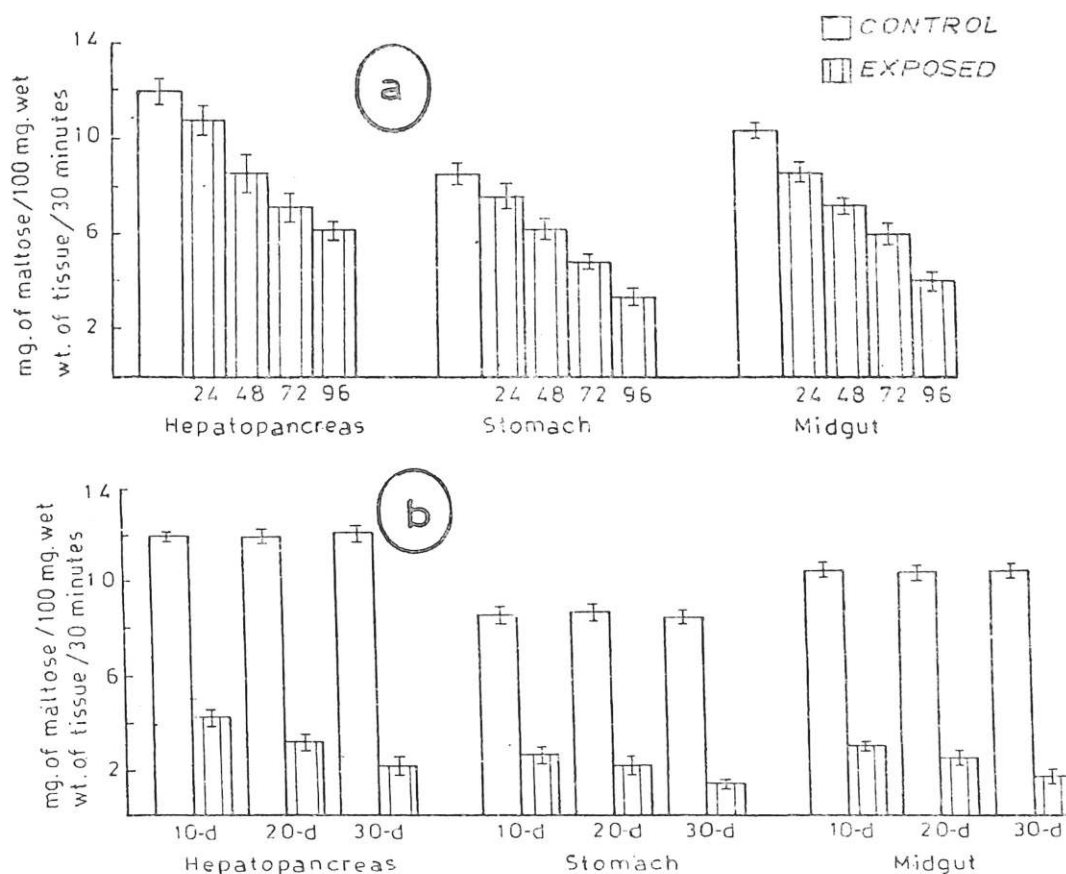 CONTROL
EXPOSED
a
mg. of maltose/100 mg. wet
wt. of tissue/30 minutes
14
10
6
2
24 48 72 96
24 48 72 96
24 48 72 96
Hepatopancreas
Stomach
Midgut
b
mg. of maltose/100 mg. wet
wt. of tissue/30 minutes
14
10
6
2
10-d 20-d 30-d
10-d 20-d 30-d
10-d 20-d 30-d
Hepatopancreas
Stomach
Midgut